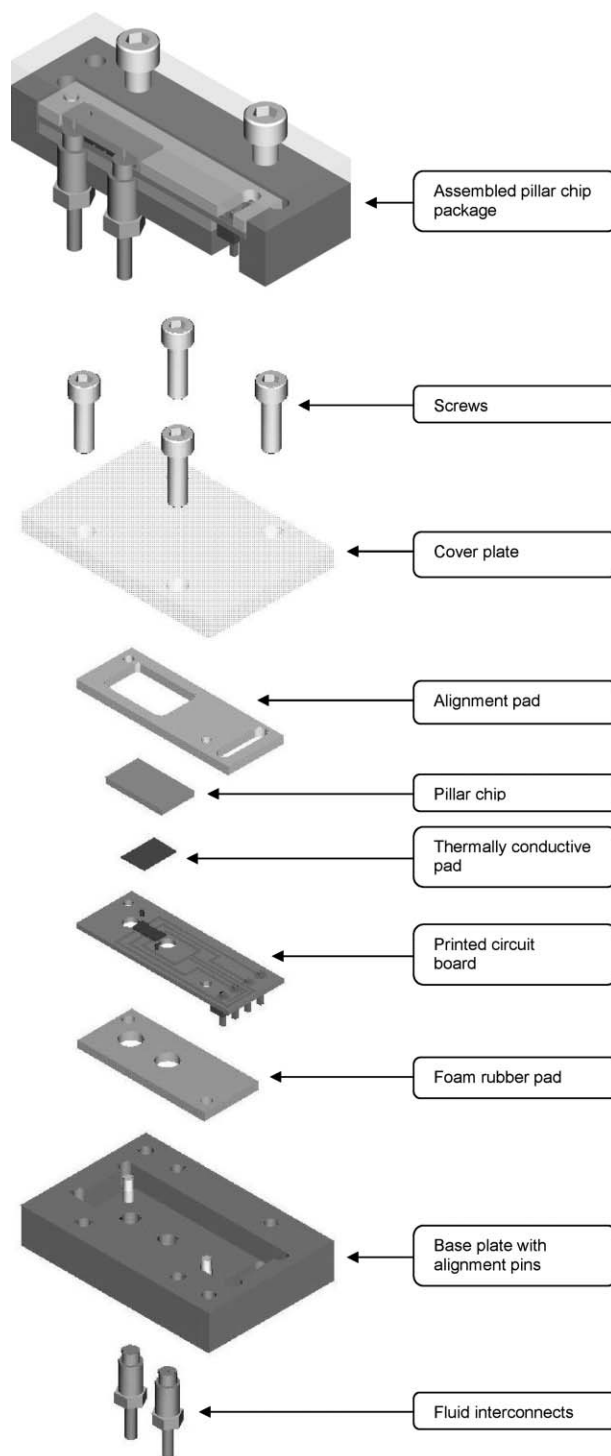 Assembled pillar chip
package
Screws
Cover plate
Alignment pad
Pillar chip
Thermally conductive
pad
Printed circuit
board
Foam rubber pad
Base plate with
alignment pins
Fluid interconnects